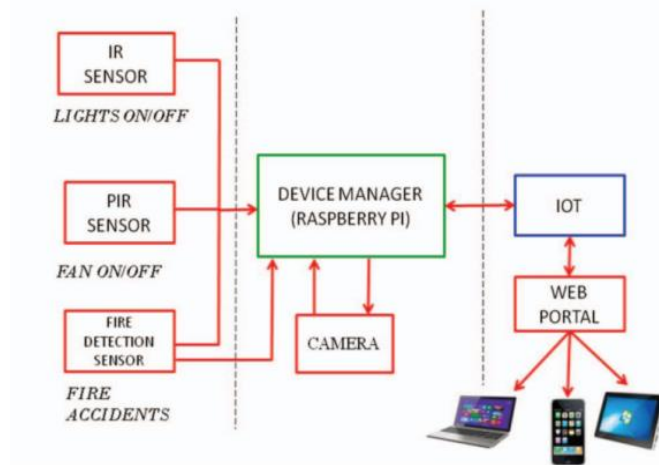 IR
SENSOR
LIGHTS ON/OFF
PIR
SENSOR
FAN ON/OFF
FIRE
DETECTION
SENSOR
FIRE
ACCIDENTS
DEVICE MANAGER
(RASPBERRY PI)
CAMERA
IOT
WEB
PORTAL